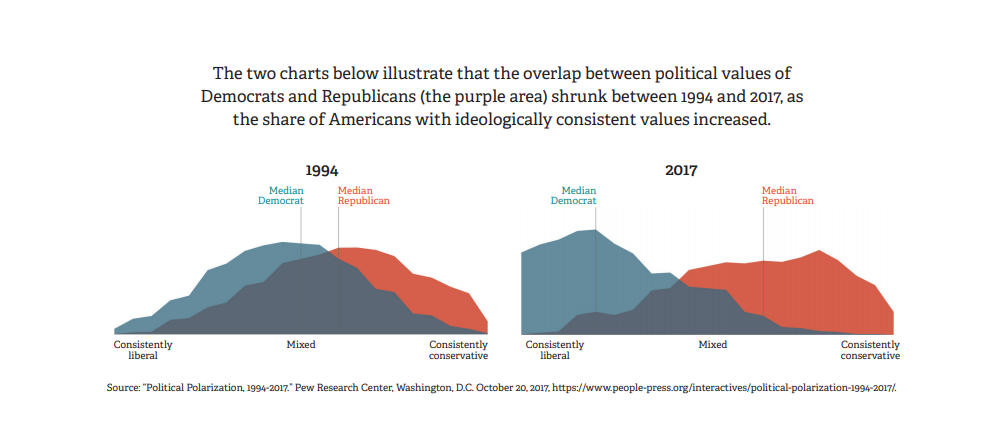 The two charts below illustrate that the overlap between political values of
Democrats and Republicans (the purple area) shrunk between 1994 and 2017, as
the share of Americans with ideologically consistent values increased.
1994
Median
Democrat
Median
Republican
Consistently
liberal
Mixed
Consistently
conservative
2017
Median
Democrat
Median
Republican
Consistently
liberal
Mixed
Consistently
conservative
Source: "Political Polarization, 1994-2017." Pew Research Center, Washington, D.C. October 20, 2017, https://www.people-press.org/interactives/political-polarization-1994-2017/.